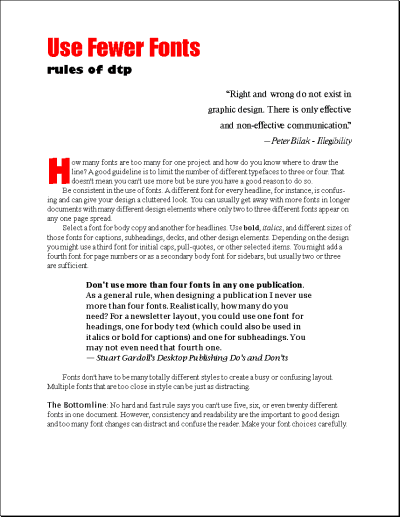 Use Fewer Fonts
rules of dtp
“Right and wrong do not exist in
graphic design. There is only effective
and non-effective communication.”
—Peter Bilak - Illegibility
How many fonts are too many for one project and how do you know where to draw the
line? A good guideline is to limit the number of different typefaces to three or four. That
doesn't mean you can't use more but be sure you have a good reason to do so.
Be consistent in the use of fonts. A different font for every headline, for instance, is confus-
ing and can give your design a cluttered look. You can usually get away with more fonts in longer
documents with many different design elements where only two to three different fonts appear on
any one page spread.
Select a font for body copy and another for headlines. Use bold, italics, and different sizes of
those fonts for captions, subheadings, decks, and other design elements. Depending on the design
you might use a third font for initial caps, pull-quotes, or other selected items. You might add a
fourth font for page numbers or as a secondary body font for sidebars, but usually two or three
are sufficient.
Don't use more than four fonts in any one publication.
As a general rule, when designing a publication I never use
more than four fonts. Realistically, how many do you
need? For a newsletter layout, you could use one font for
headings, one for body text (which could also be used in
italics or bold for captions) and one for subheads. You
may not even need that fourth one.
— Stuart Gardoll's Desktop Publishing Do's and Don'ts
Fonts don't have to be many totally different styles to create a busy or confusing layout.
Multiple fonts that are too close in style can be just as distracting.
The Bottomline: No hard and fast rule says you can't use five, six, or even twenty different
fonts in one document. However, consistency and readability are the important to good design
and too many font changes can distract and confuse the reader. Make your font choices carefully.